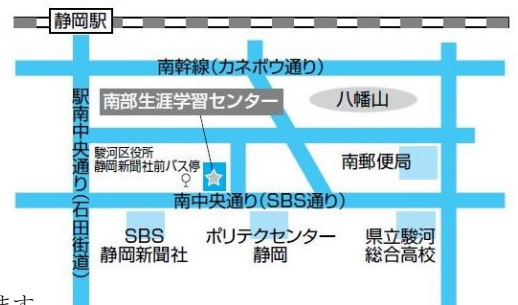 静岡駅
南幹線(カネボウ通り)
駅南中央通り(石田街道)
南部生涯学習センター
八幡山
駿河区役所
静岡新聞社前バス停
南郵便局
南中央通り(SBS通り)
SBS
静岡新聞社
ポリテクセンター
静岡
県立駿河
総合高校
ます